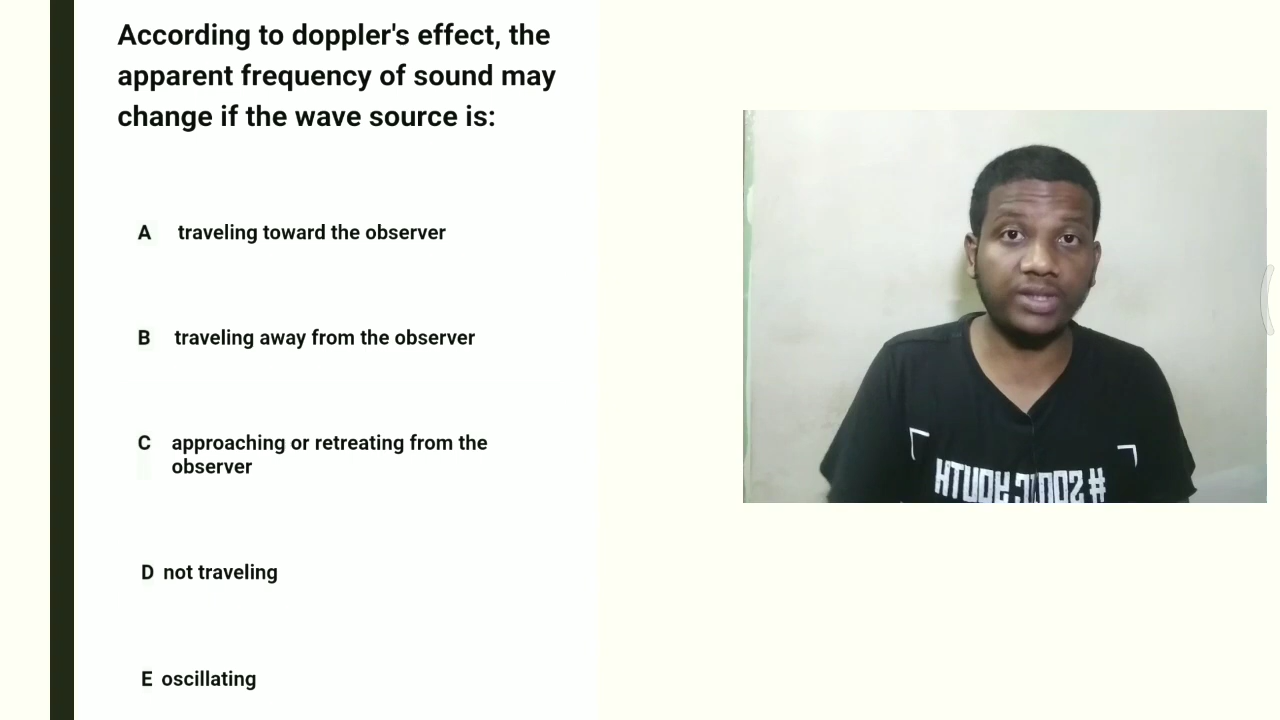 According to doppler's effect, the
apparent frequency of sound may
change if the wave source is:
A traveling toward the observer
B traveling away from the observer
C approaching or retreating from the
observer
D not traveling
E oscillating